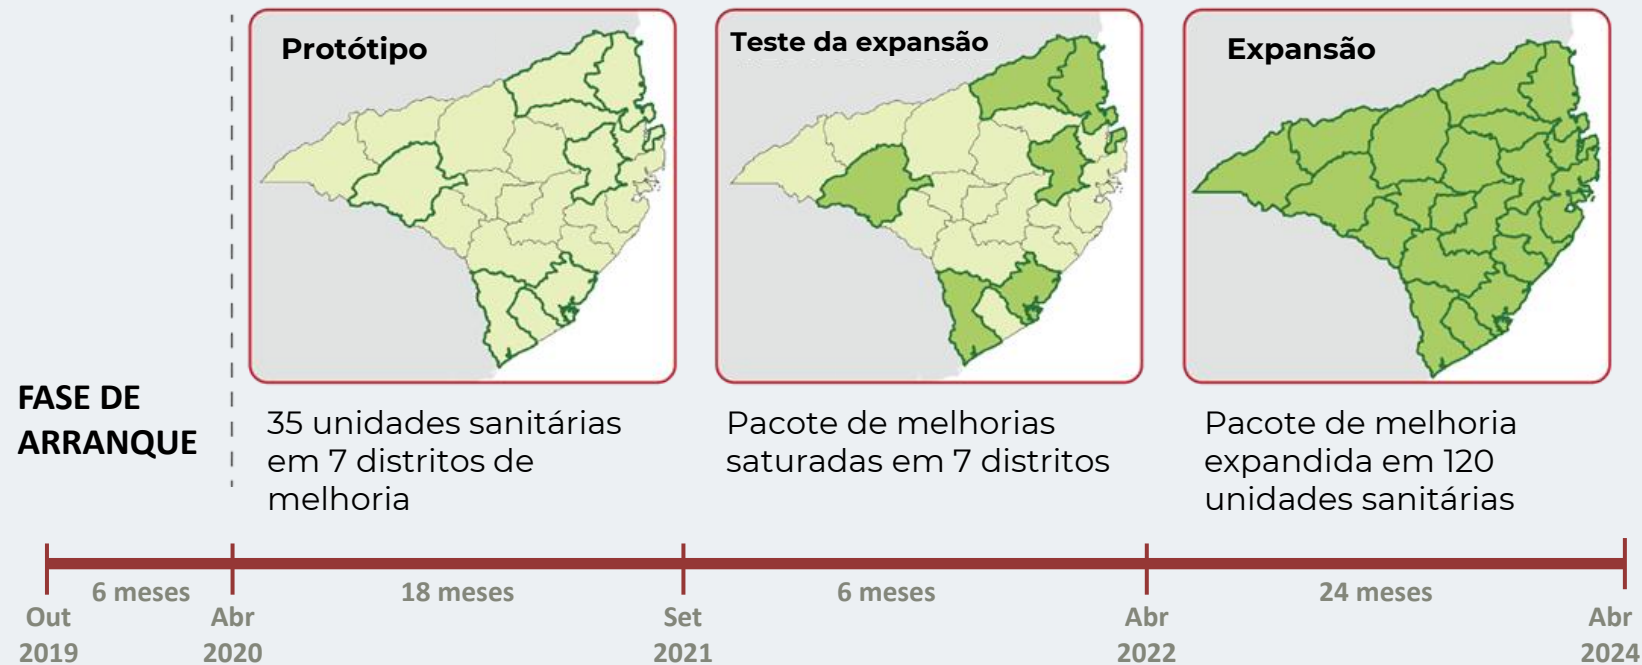 Protótipo
Teste da expansão
Expansão
FASE DE
ARRANQUE
35 unidades sanitárias
em 7 distritos de
melhoria
Pacote de melhorias
saturadas em 7 distritos
Pacote de melhoria
expandida em 120
unidades sanitárias
6 meses
18 meses
6 meses
24 meses
Out
2019
Abr
2020
Set
2021
Abr
2022
Abr
2024